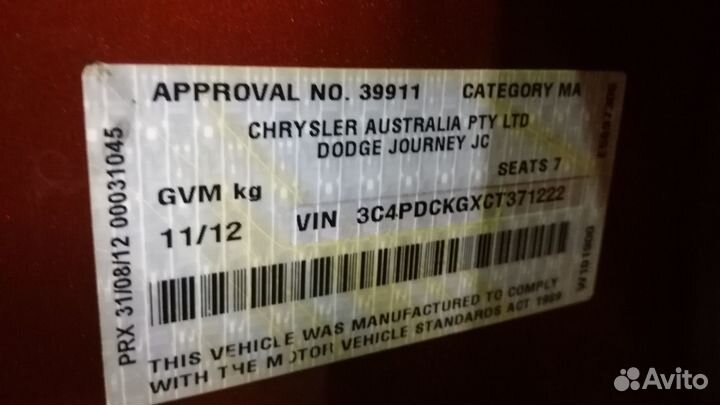 APPROVAL NO. 39911 CATEGORY MA
CHRYSLER AUSTRALIA PTY LTD
DODGE JOURNEY JC
SEATS 7
GVM kg
VIN 3C4PDCKGXCT371222
11/12
THIS VEHICLE WAS MANUFACTURED TO COMPLY
WITH THE MOTOR VEHICLE STANDARDS ACT 1989
PRX 31/08/12 00031045
Avito